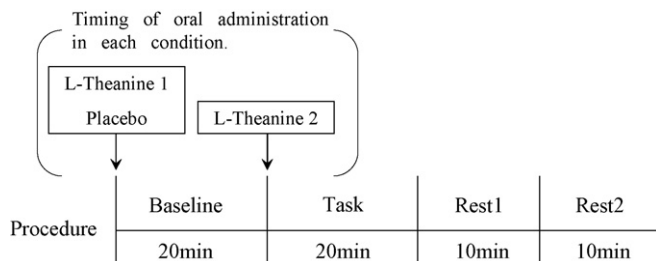 Timing of oral administration
in each condition.
L-Theanine 1
Placebo
L-Theanine 2
Procedure
Baseline
Task
Rest1
Rest2
20min
20min
10min
10min